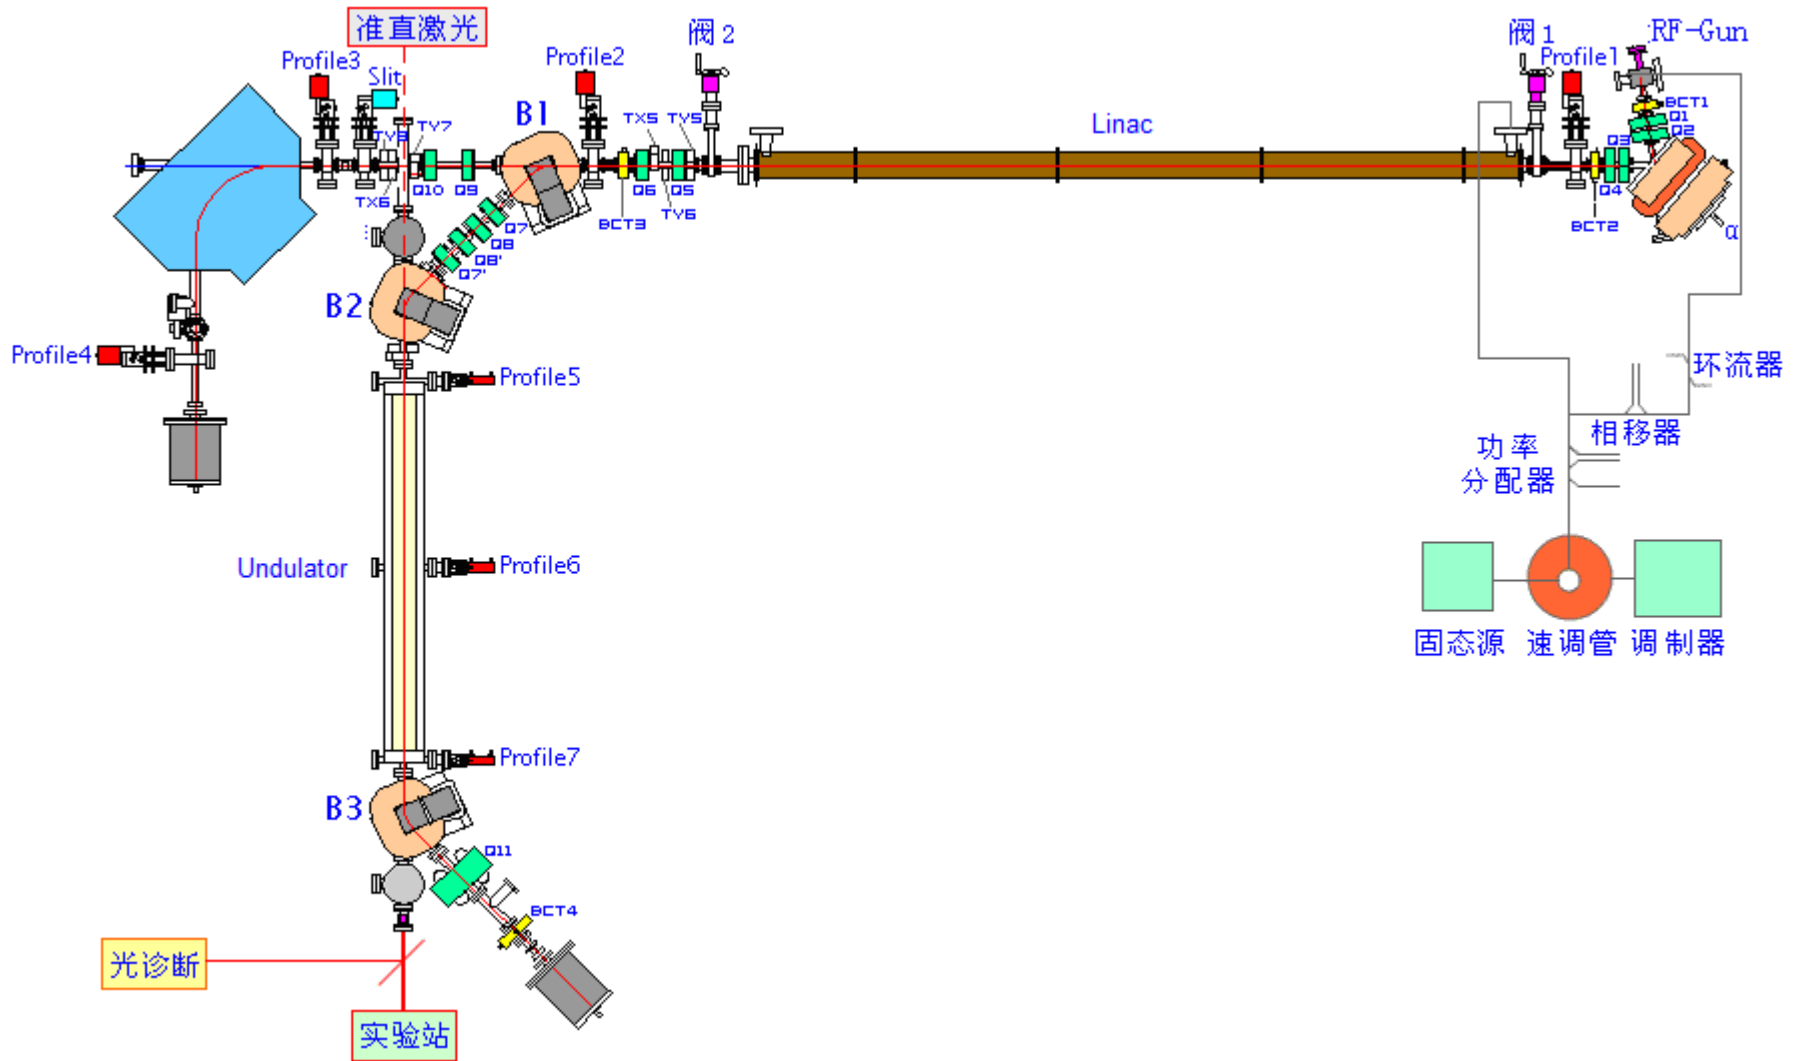 准直激光
阀2
阀1
RF-Gun
Profile3
Slit
Profile2
Profile1
B1
TX5
TY5
Linac
BCT1
Q1
Q2
Q3
TY8
TY7
Q10
Q9
Q6
Q5
Q4
TX6
BCT3
TY6
BCT2
α
Q7
Q8
Q8'
Q7'
B2
Profile4
Profile5
环流器
相移器
功率
分配器
Undulator
Profile6
固态源
速调管
调制器
Profile7
B3
Q11
BCT4
光诊断
实验站